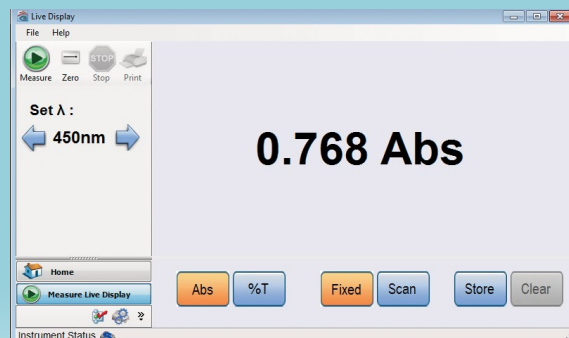 Live Display
File Help
STOP
Measure Zero Stop Print
Set λ :
450nm
0.768 Abs
Home
Measure Live Display
Abs %T Fixed Scan Store Clear
Instrument Status